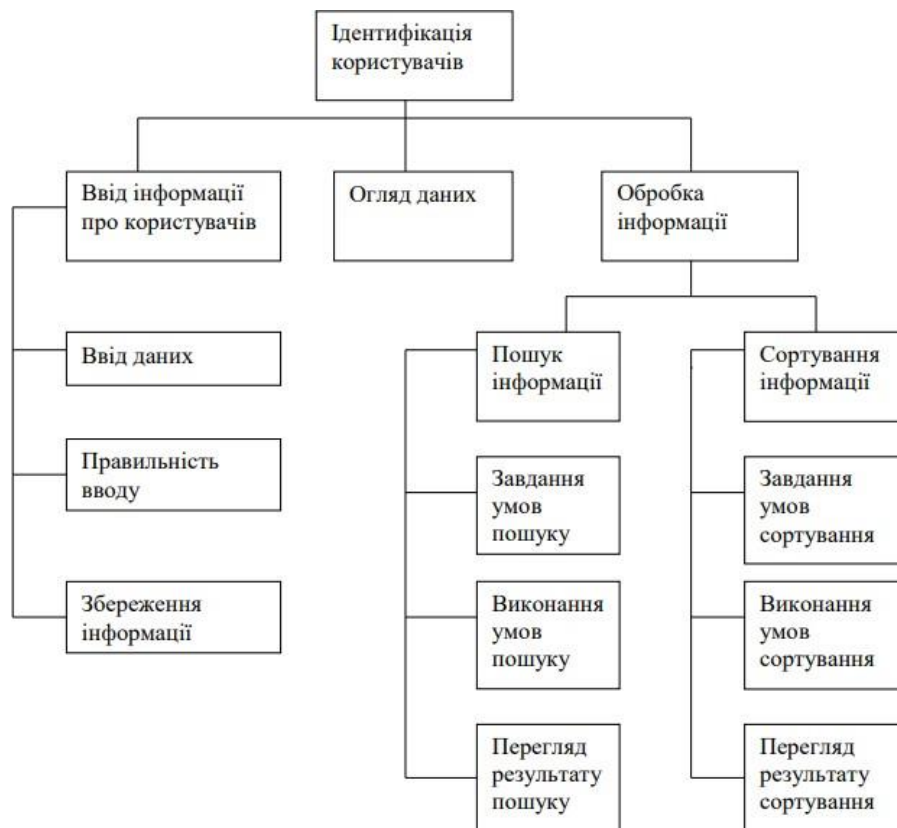 Ідентифікація
користувачів
Ввід інформації
про користувачів
Огляд даних
Обробка
інформації
Ввід даних
Правильність
вводу
Збереження
інформації
Пошук
інформації
Завдання
умов
пошуку
Виконання
умов
пошуку
Перегляд
результату
пошуку
Сортування
інформації
Завдання
умов
сортування
Виконання
умов
сортування
Перегляд
результату
сортування